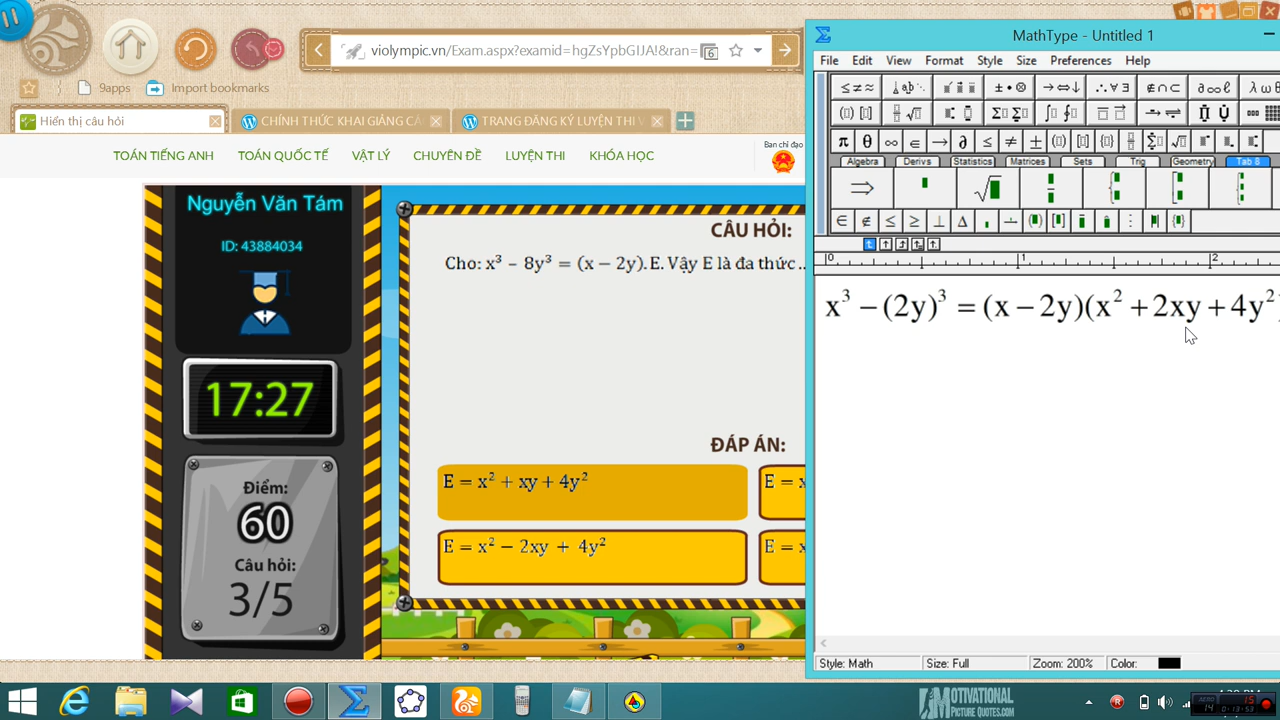 MathType - Untitled 1
violympic.vn/Exam.aspx?examid=hgZsYpbGIJA!&ran=
6
File Edit View Format Style Size Preferences Help
9apps
Import bookmarks
Hiển thị câu hỏi
CHÍNH THỨC KHAI GIẢNG CÁ
TRANG ĐĂNG KÝ LUYỆN THI V
TOÁN TIẾNG ANH TOÁN QUỐC TẾ VẬT LÝ CHUYÊN ĐỀ LUYỆN THI KHÓA HỌC
Ban chỉ đạo
Algebra Derivs Statistics Matrices Sets Trig Geometry Tab 8
0 1 2
Nguyễn Văn Tám
ID: 43884034
17:27
Điểm:
60
Câu hỏi:
3/5
CÂU HỎI:
Cho: x³ – 8y³ = (x – 2y). E. Vậy E là đa thức ..
x³ − (2y)³ = (x − 2y)(x² + 2xy + 4y²)
ĐÁP ÁN:
E = x² + xy + 4y²
E = x
E = x² − 2xy + 4y²
E = x
Style: Math Size: Full Zoom: 200% Color:
MOTIVATIONAL
PICTURE QUOTES.COM